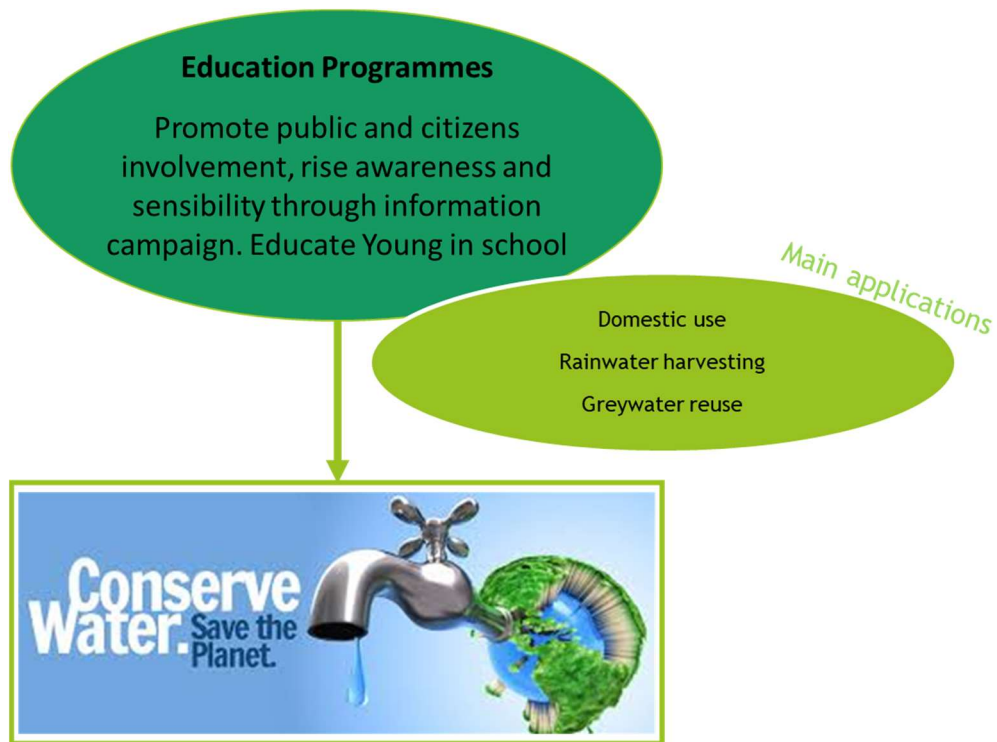 Education Programmes
Promote public and citizens
involvement, rise awareness and
sensibility through information
campaign. Educate Young in school
Main applications
Domestic use
Rainwater harvesting
Greywater reuse
Conserve
Water.
Save the
Planet.